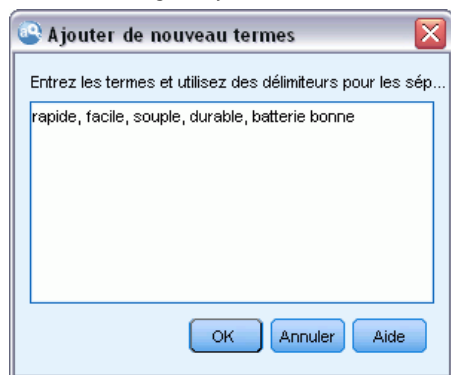 Ajouter de nouveau termes
Entrez les termes et utilisez des délimiteurs pour les sép...
rapide, facile, souple, durable, batterie bonne
OK Annuler Aide